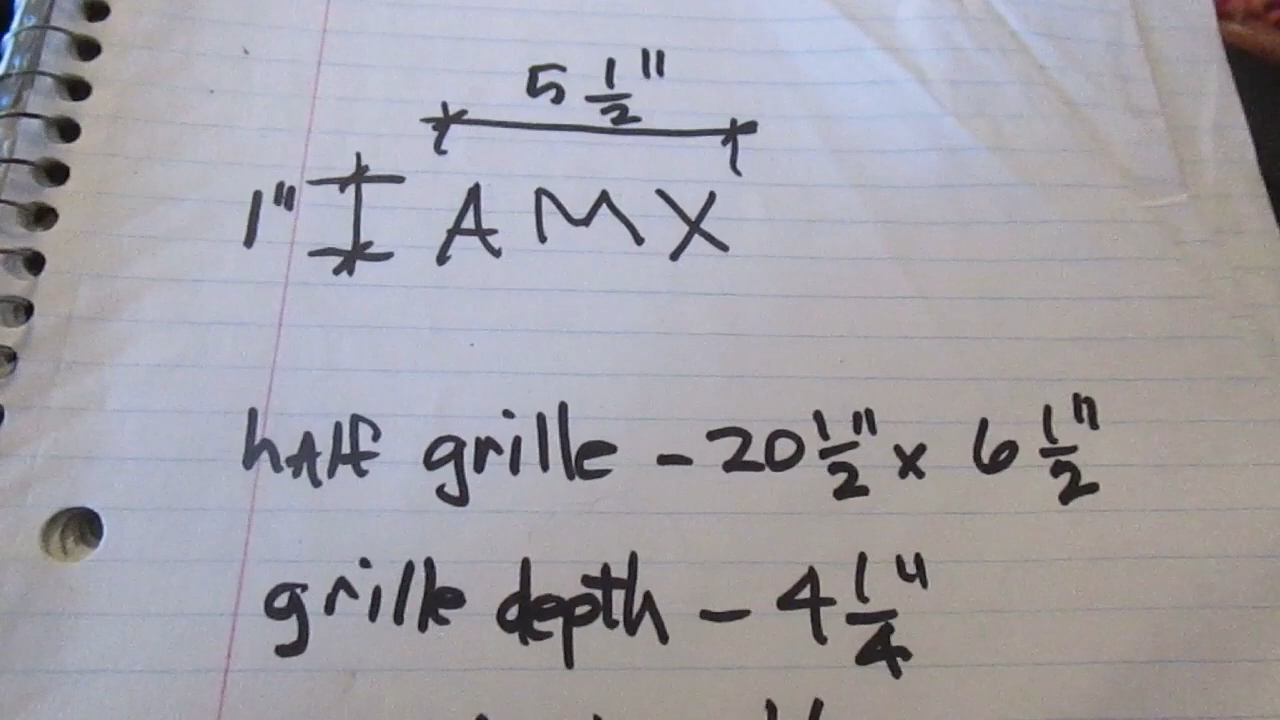 5 1/2"
1" AMX
hALF grille - 20 1/2" x 6 1/2"
grille depth - 4 1/4"